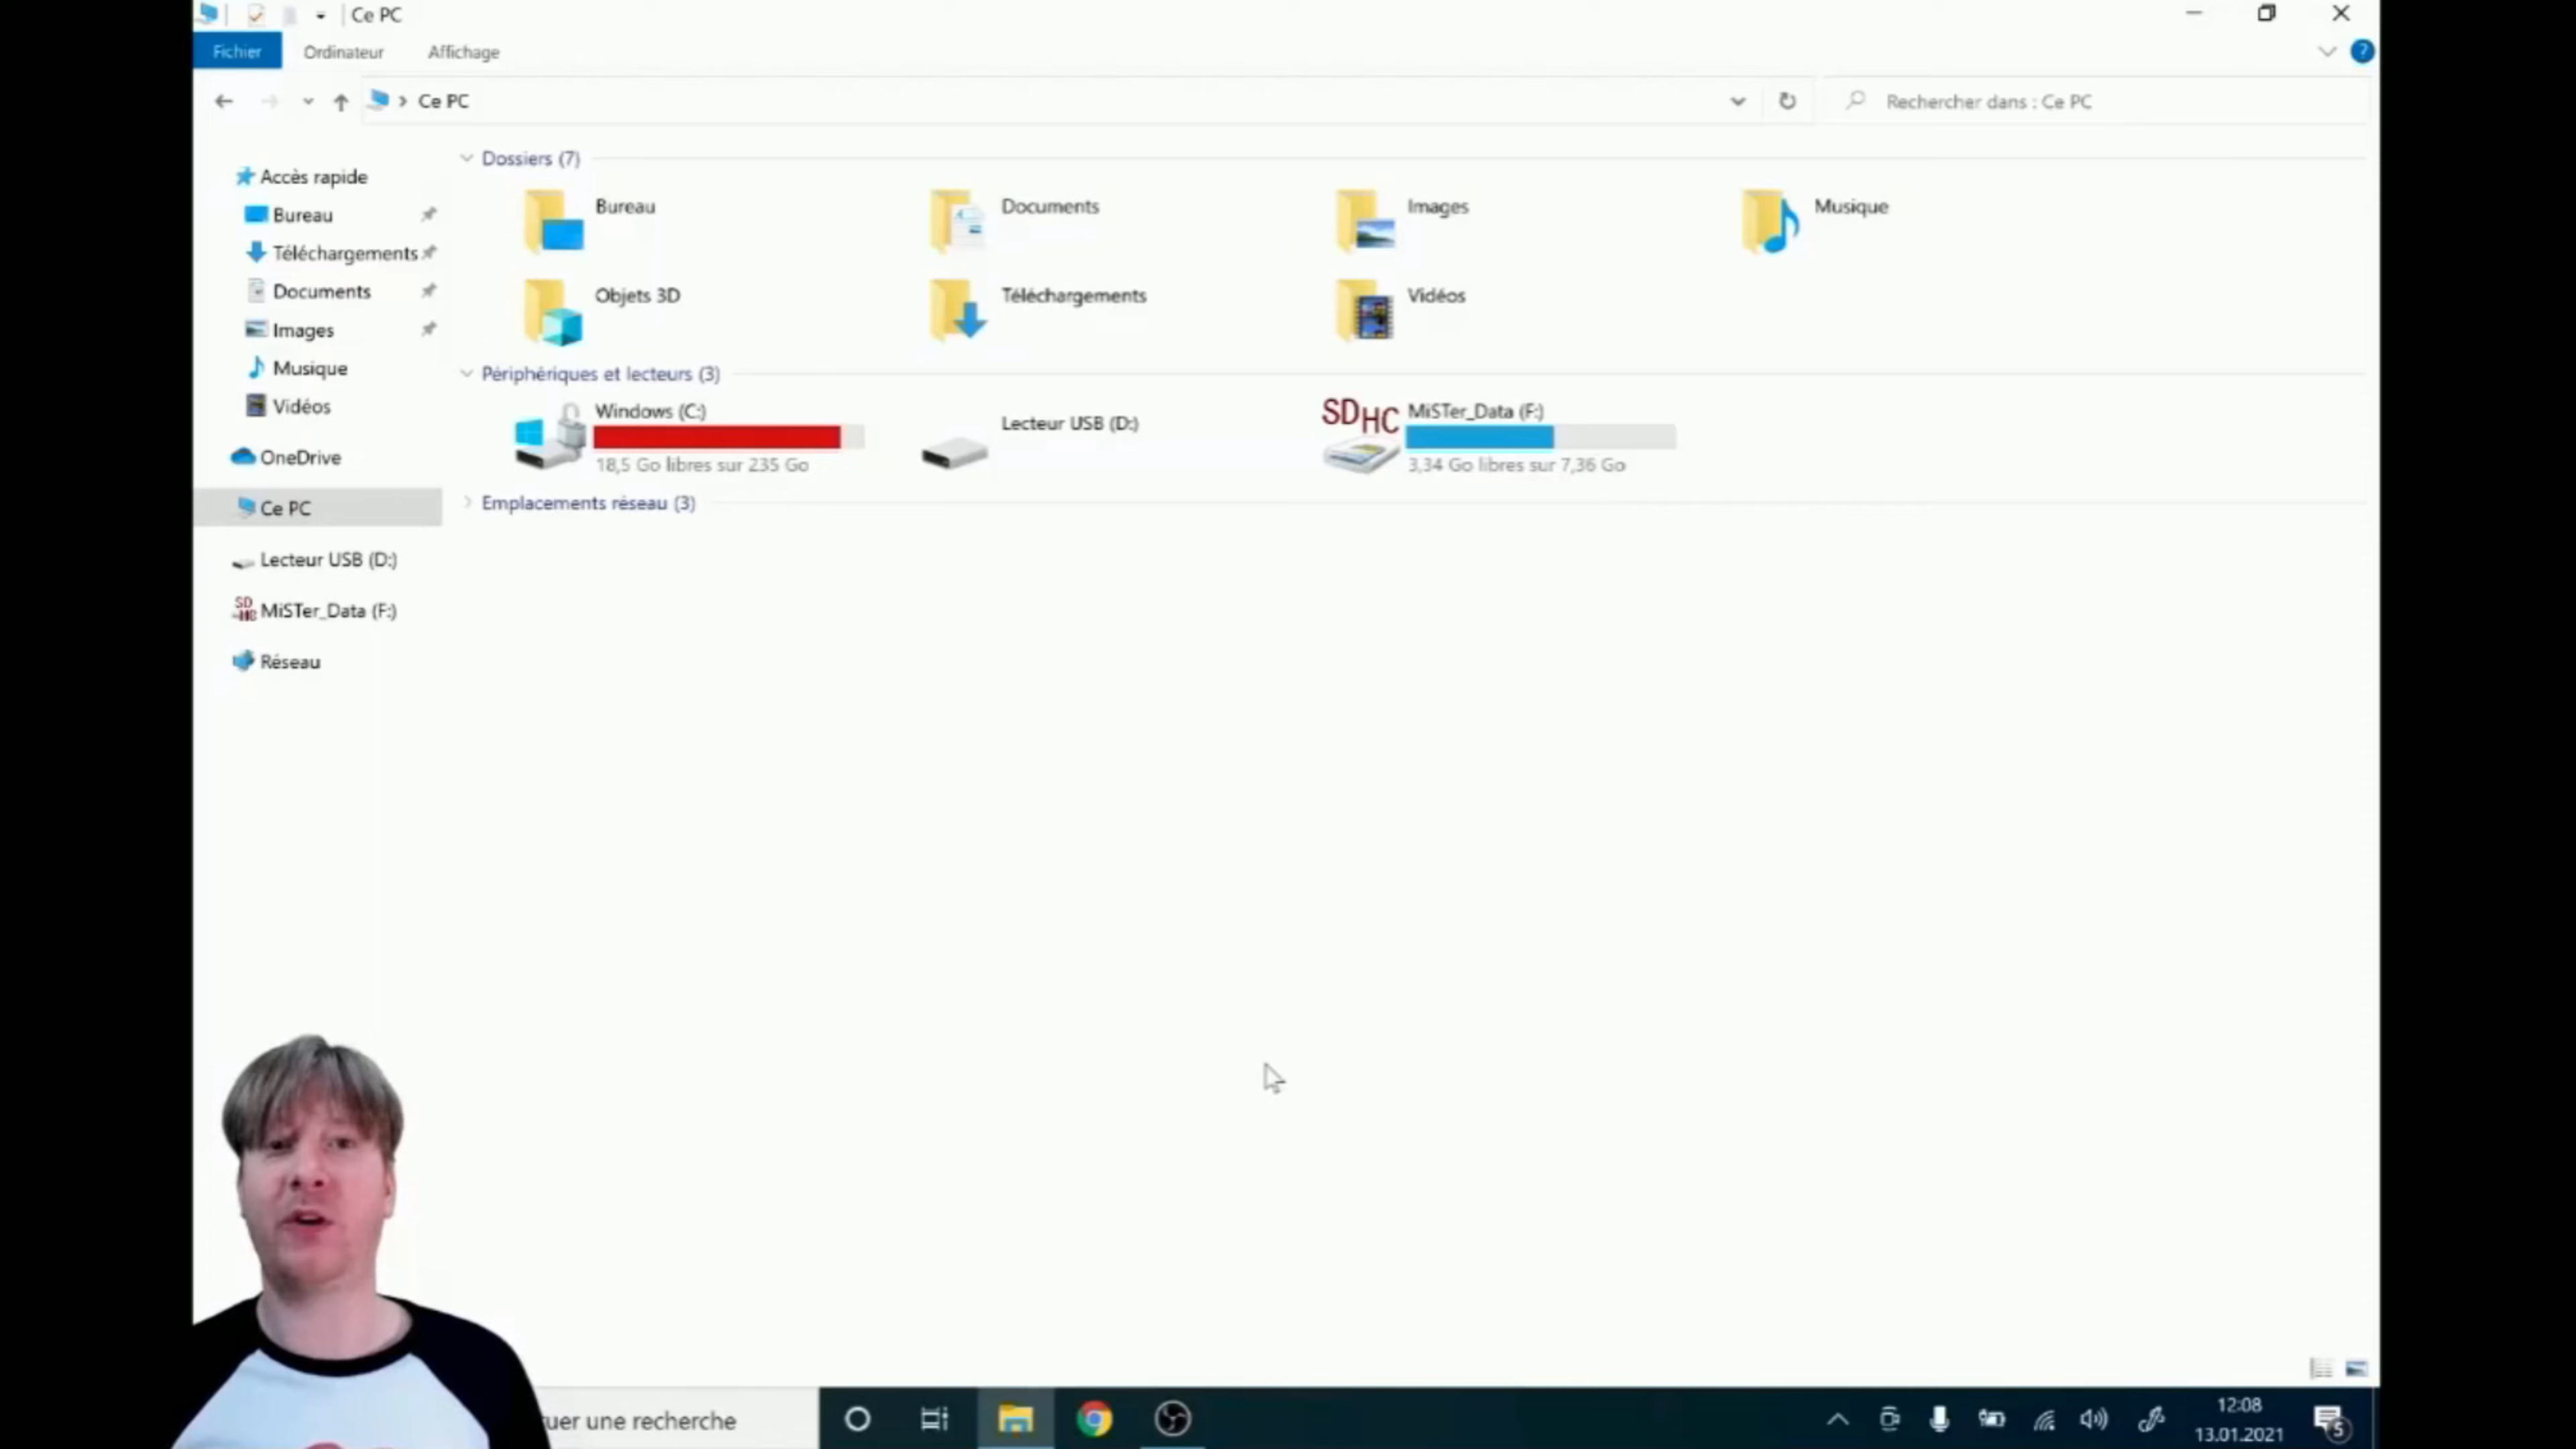 Ce PC
Fichier Ordinateur Affichage
Ce PC
Rechercher dans : Ce PC
Accès rapide
Bureau
Téléchargements
Documents
Images
Musique
Vidéos
OneDrive
Ce PC
Lecteur USB (D:)
MiSTer_Data (F:)
Réseau
Dossiers (7)
Bureau
Documents
Images
Musique
Objets 3D
Téléchargements
Vidéos
Périphériques et lecteurs (3)
Windows (C:)
18,5 Go libres sur 235 Go
Lecteur USB (D:)
SDHC
MiSTer_Data (F:)
3,34 Go libres sur 7,36 Go
Emplacements réseau (3)
uer une recherche
12:08
13.01.2021
5